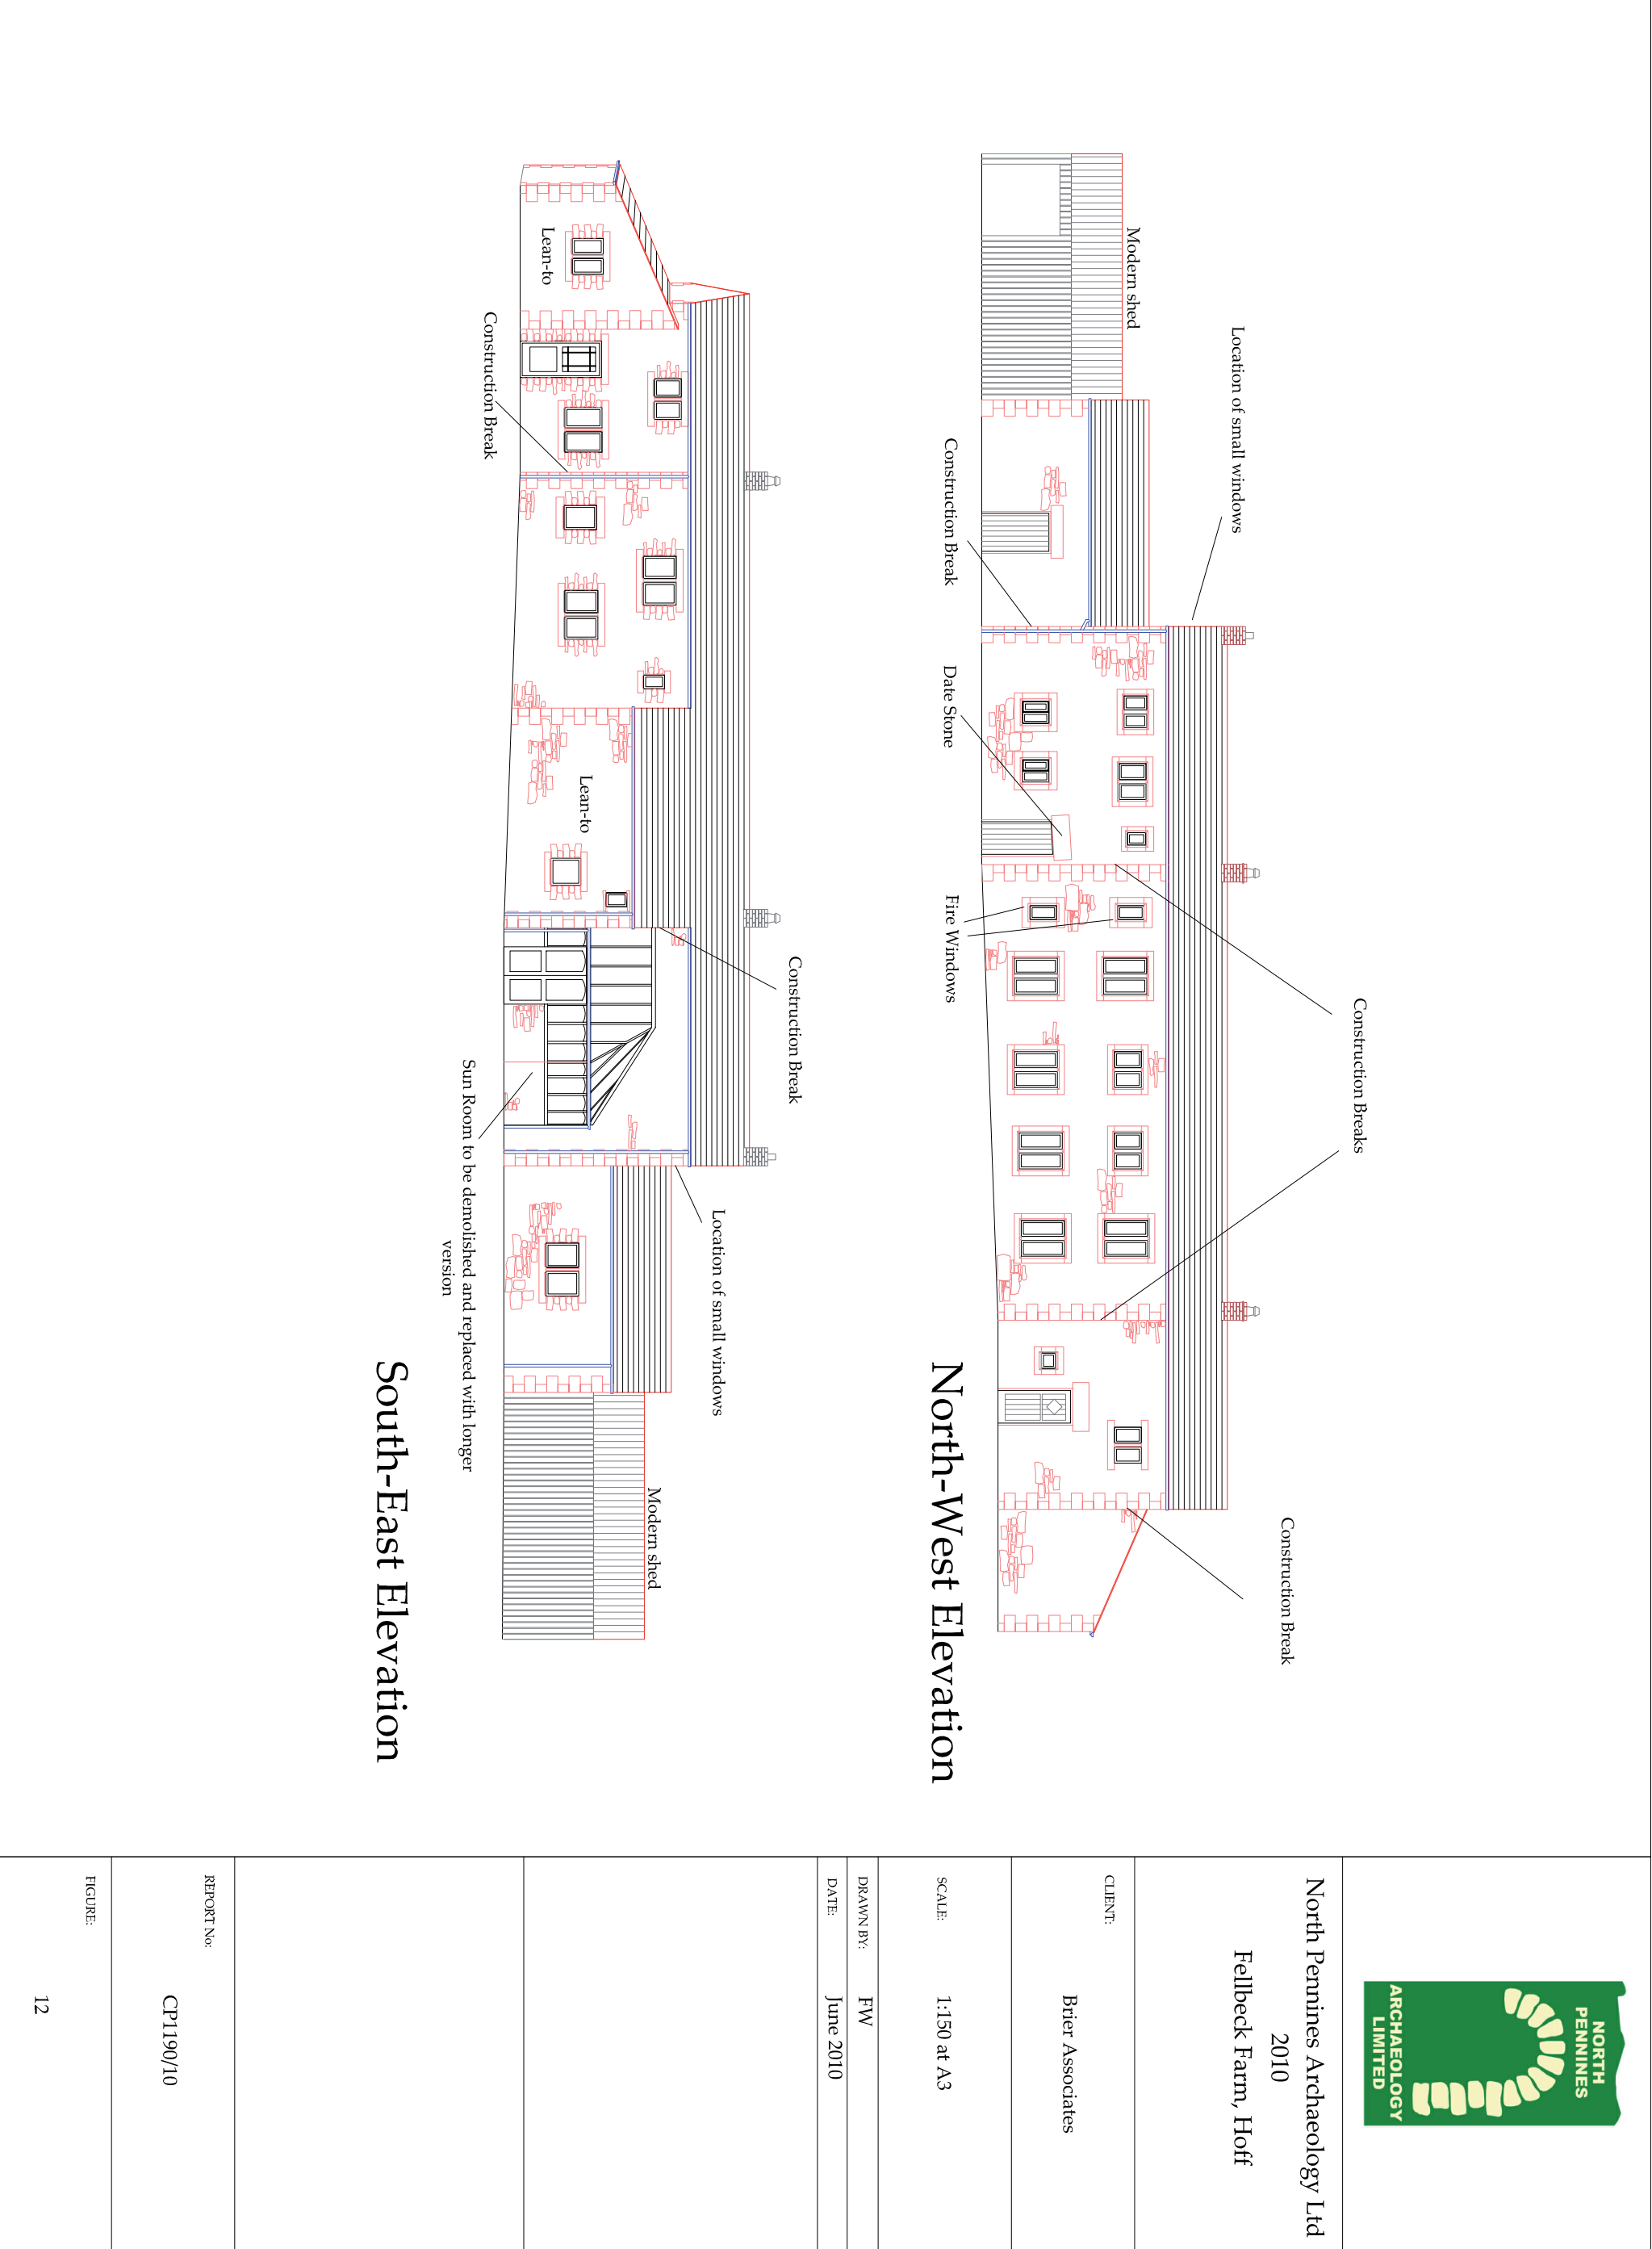 Location of small windows
Modern shed
Construction Break
Date Stone
Fire Windows
Construction Breaks
Construction Break
North-West Elevation
Lean-to
Construction Break
Lean-to
Construction Break
Location of small windows
Modern shed
Sun Room to be demolished and replaced with longer
version
South-East Elevation
NORTH
PENNINES
ARCHAEOLOGY
LIMITED
North Pennines Archaeology Ltd
2010
Fellbeck Farm, Hoff
CLIENT:
Brier Associates
SCALE:
1:150 at A3
DRAWN BY:
FW
DATE:
June 2010
REPORT No:
CP1190/10
FIGURE:
12